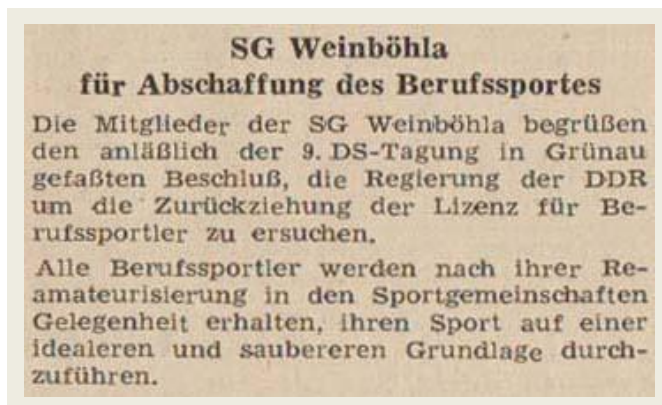 SG Weinböhla
für Abschaffung des Berufssportes
Die Mitglieder der SG Weinböhla begrüßen
den anläßlich der 9. DS-Tagung in Grünau
gefaßten Beschluß, die Regierung der DDR
um die Zurückziehung der Lizenz für Be-
rufssportler zu ersuchen.
Alle Berufssportler werden nach ihrer Re-
amateurisierung in den Sportgemeinschaften
Gelegenheit erhalten, ihren Sport auf einer
idealeren und saubereren Grundlage durch-
zuführen.